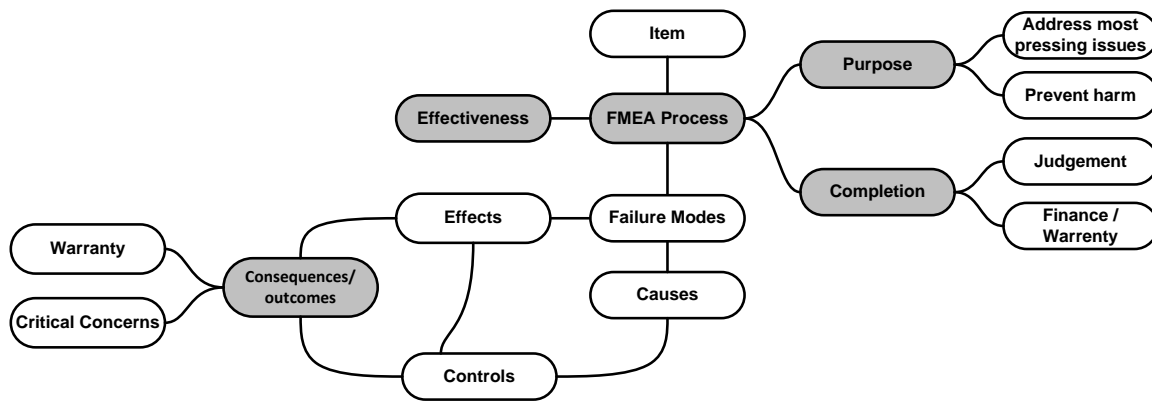 Item
Address most
pressing issues
Purpose
Prevent harm
Effectiveness
FMEA Process
Judgement
Completion
Finance /
Warrenty
Effects
Failure Modes
Warranty
Consequences/
outcomes
Causes
Critical Concerns
Controls